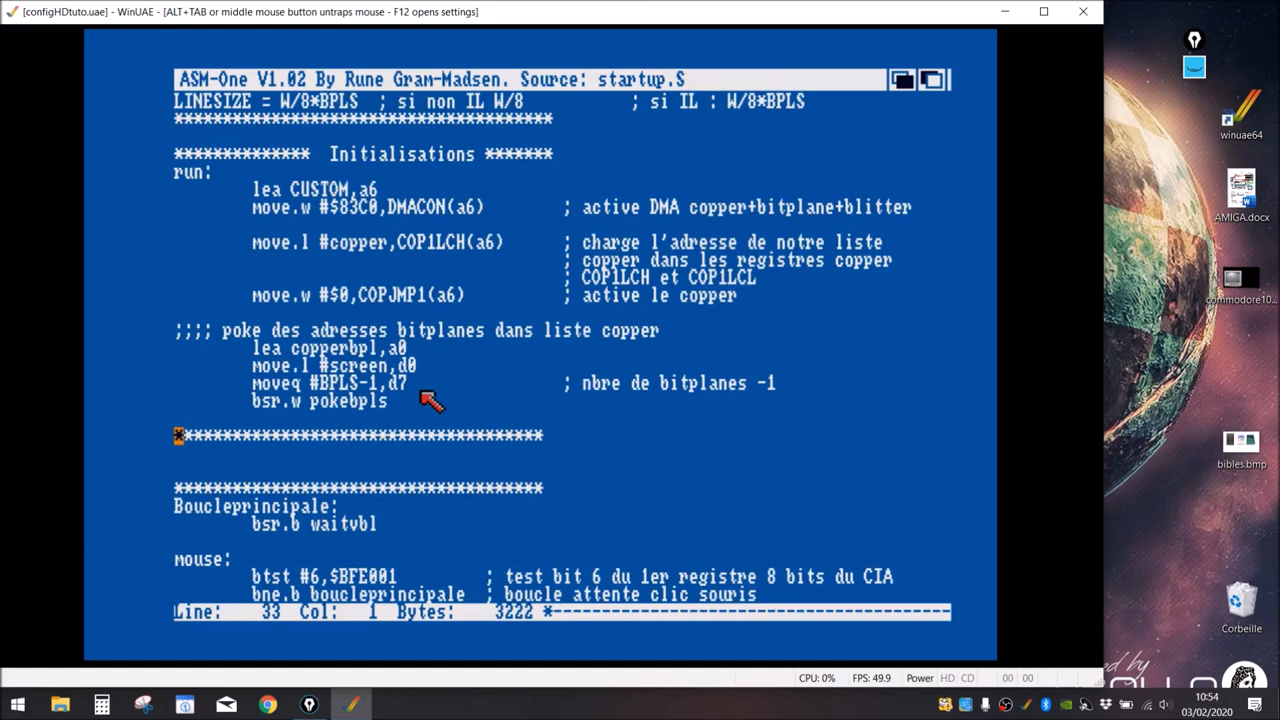 [configHDtuto.uae] - WinUAE - [ALT+TAB or middle mouse button untraps mouse - F12 opens settings]
ASM-One V1.02 By Rune Gram-Madsen. Source: startup.S
LINESIZE = W/8*BPLS  ; si non IL W/8             ; si IL : W/8*BPLS
***************************************
************** Initialisations *******
run:
lea CUSTOM,a6
move.w #$83C0,DMACON(a6)         ; active DMA copper+bitplane+blitter
move.l #copper,COP1LCH(a6)       ; charge l'adresse de notre liste
; copper dans les registres copper
; COP1LCH et COP1LCL
move.w #$0,COPJMP1(a6)           ; active le copper
;;;; poke des adresses bitplanes dans liste copper
lea copperbpl,a0
move.l #screen,d0
moveq #BPLS-1,d7                 ; nbre de bitplanes -1
bsr.w pokebpls
**************************************
**************************************
Boucleprincipale:
bsr.b waitvbl
mouse:
btst #6,$BFE001          ; test bit 6 du 1er registre 8 bits du CIA
bne.b boucleprincipale   ; boucle attente clic souris
Line:    33  Col:   1  Bytes:    3222 *------------------------------------------
CPU: 0%  FPS: 49.9  Power  HD  CD  00  00
winuae64
AMIGA.docx
commodore10...
bibles.bmp
Corbeille
10:54
03/02/2020